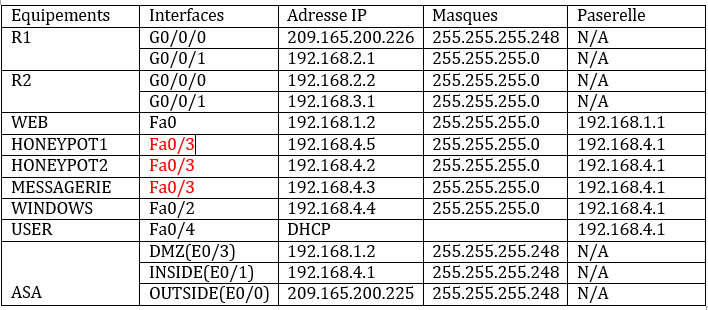 Equipements Interfaces Adresse IP Masques Paserelle
R1 G0/0/0 209.165.200.226 255.255.255.248 N/A
G0/0/1 192.168.2.1 255.255.255.0 N/A
R2 G0/0/0 192.168.2.2 255.255.255.0 N/A
G0/0/1 192.168.3.1 255.255.255.0 N/A
WEB Fa0 192.168.1.2 255.255.255.0 192.168.1.1
HONEYPOT1 Fa0/3 192.168.4.5 255.255.255.0 192.168.4.1
HONEYPOT2 Fa0/3 192.168.4.2 255.255.255.0 192.168.4.1
MESSAGERIE Fa0/3 192.168.4.3 255.255.255.0 192.168.4.1
WINDOWS Fa0/2 192.168.4.4 255.255.255.0 192.168.4.1
USER Fa0/4 DHCP 192.168.4.1
DMZ(E0/3) 192.168.1.2 255.255.255.248 N/A
INSIDE(E0/1) 192.168.4.1 255.255.255.248 N/A
ASA OUTSIDE(E0/0) 209.165.200.225 255.255.255.248 N/A